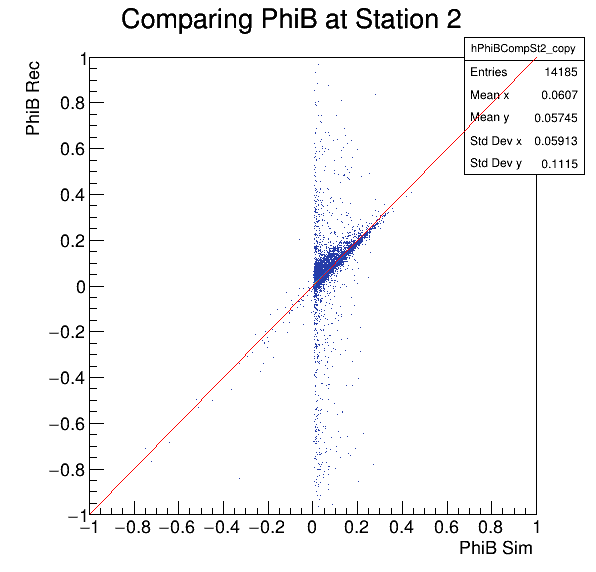 Comparing PhiB at Station 2
hPhiBCompSt2_copy
Entries 14185
Mean x 0.0607
Mean y 0.05745
Std Dev x 0.05913
Std Dev y 0.1115
PhiB Rec
1
0.8
0.6
0.4
0.2
0
−0.2
−0.4
−0.6
−0.8
−1
−1 −0.8 −0.6 −0.4 −0.2 0 0.2 0.4 0.6 0.8 1
PhiB Sim